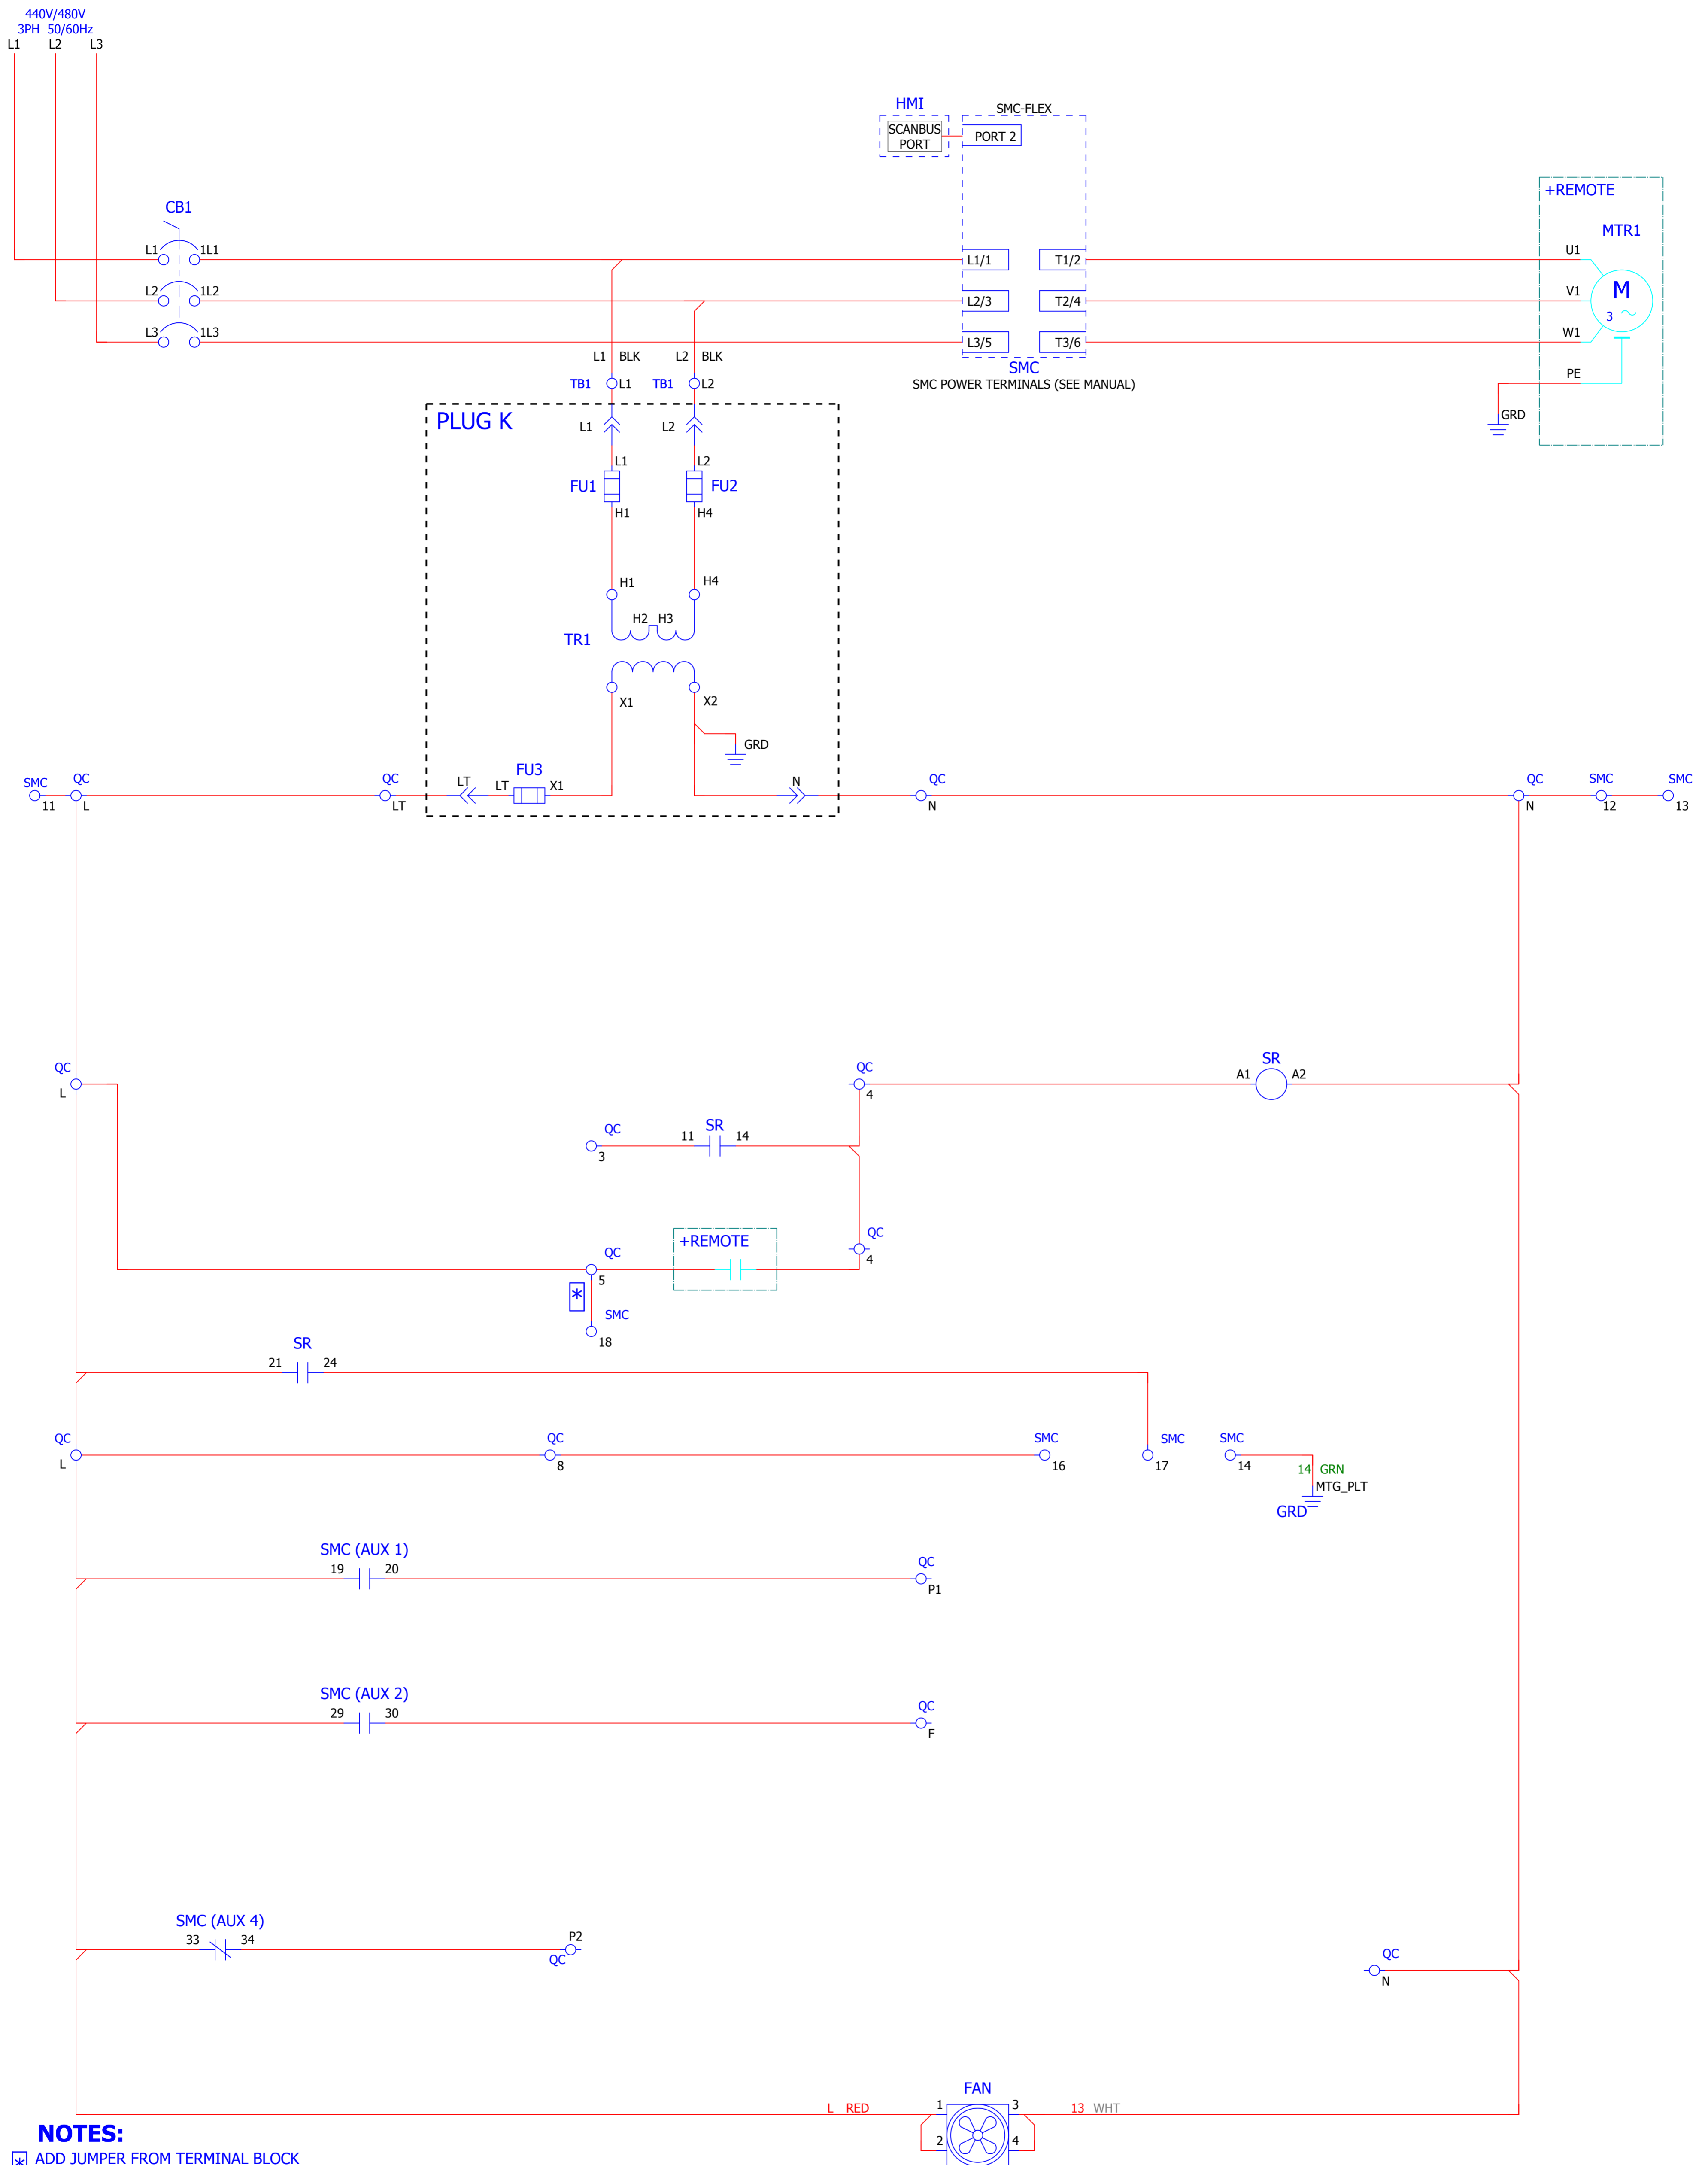 440V/480V
3PH 50/60Hz
L1 L2 L3
HMI
SMC-FLEX
SCANBUS
PORT
PORT 2
+REMOTE
MTR1
CB1
L1 1L1
L1/1 T1/2
U1
L2 1L2
L2/3 T2/4
V1
M
3
L3 1L3
L3/5 T3/6
W1
L1 BLK L2 BLK
SMC
SMC POWER TERMINALS (SEE MANUAL)
PE
TB1 L1 TB1 L2
GRD
PLUG K
L1 L2
L1 L2
FU1 FU2
H1 H4
H1 H4
H2 H3
TR1
X1 X2
GRD
FU3
SMC QC QC LT LT X1 N QC QC SMC SMC
11 L LT N N 12 13
QC QC SR
L 4 A1 A2
QC SR
3 11 14
QC +REMOTE QC
5 4
*
SMC
18
SR
21 24
QC QC SMC SMC SMC
L 8 16 17 14
14 GRN
MTG_PLT
GRD
SMC (AUX 1)
19 20 QC
P1
SMC (AUX 2)
29 30 QC
F
SMC (AUX 4)
33 34 P2
QC
QC
N
FAN
L RED 1 3 13 WHT
2 4
NOTES:
* ADD JUMPER FROM TERMINAL BLOCK